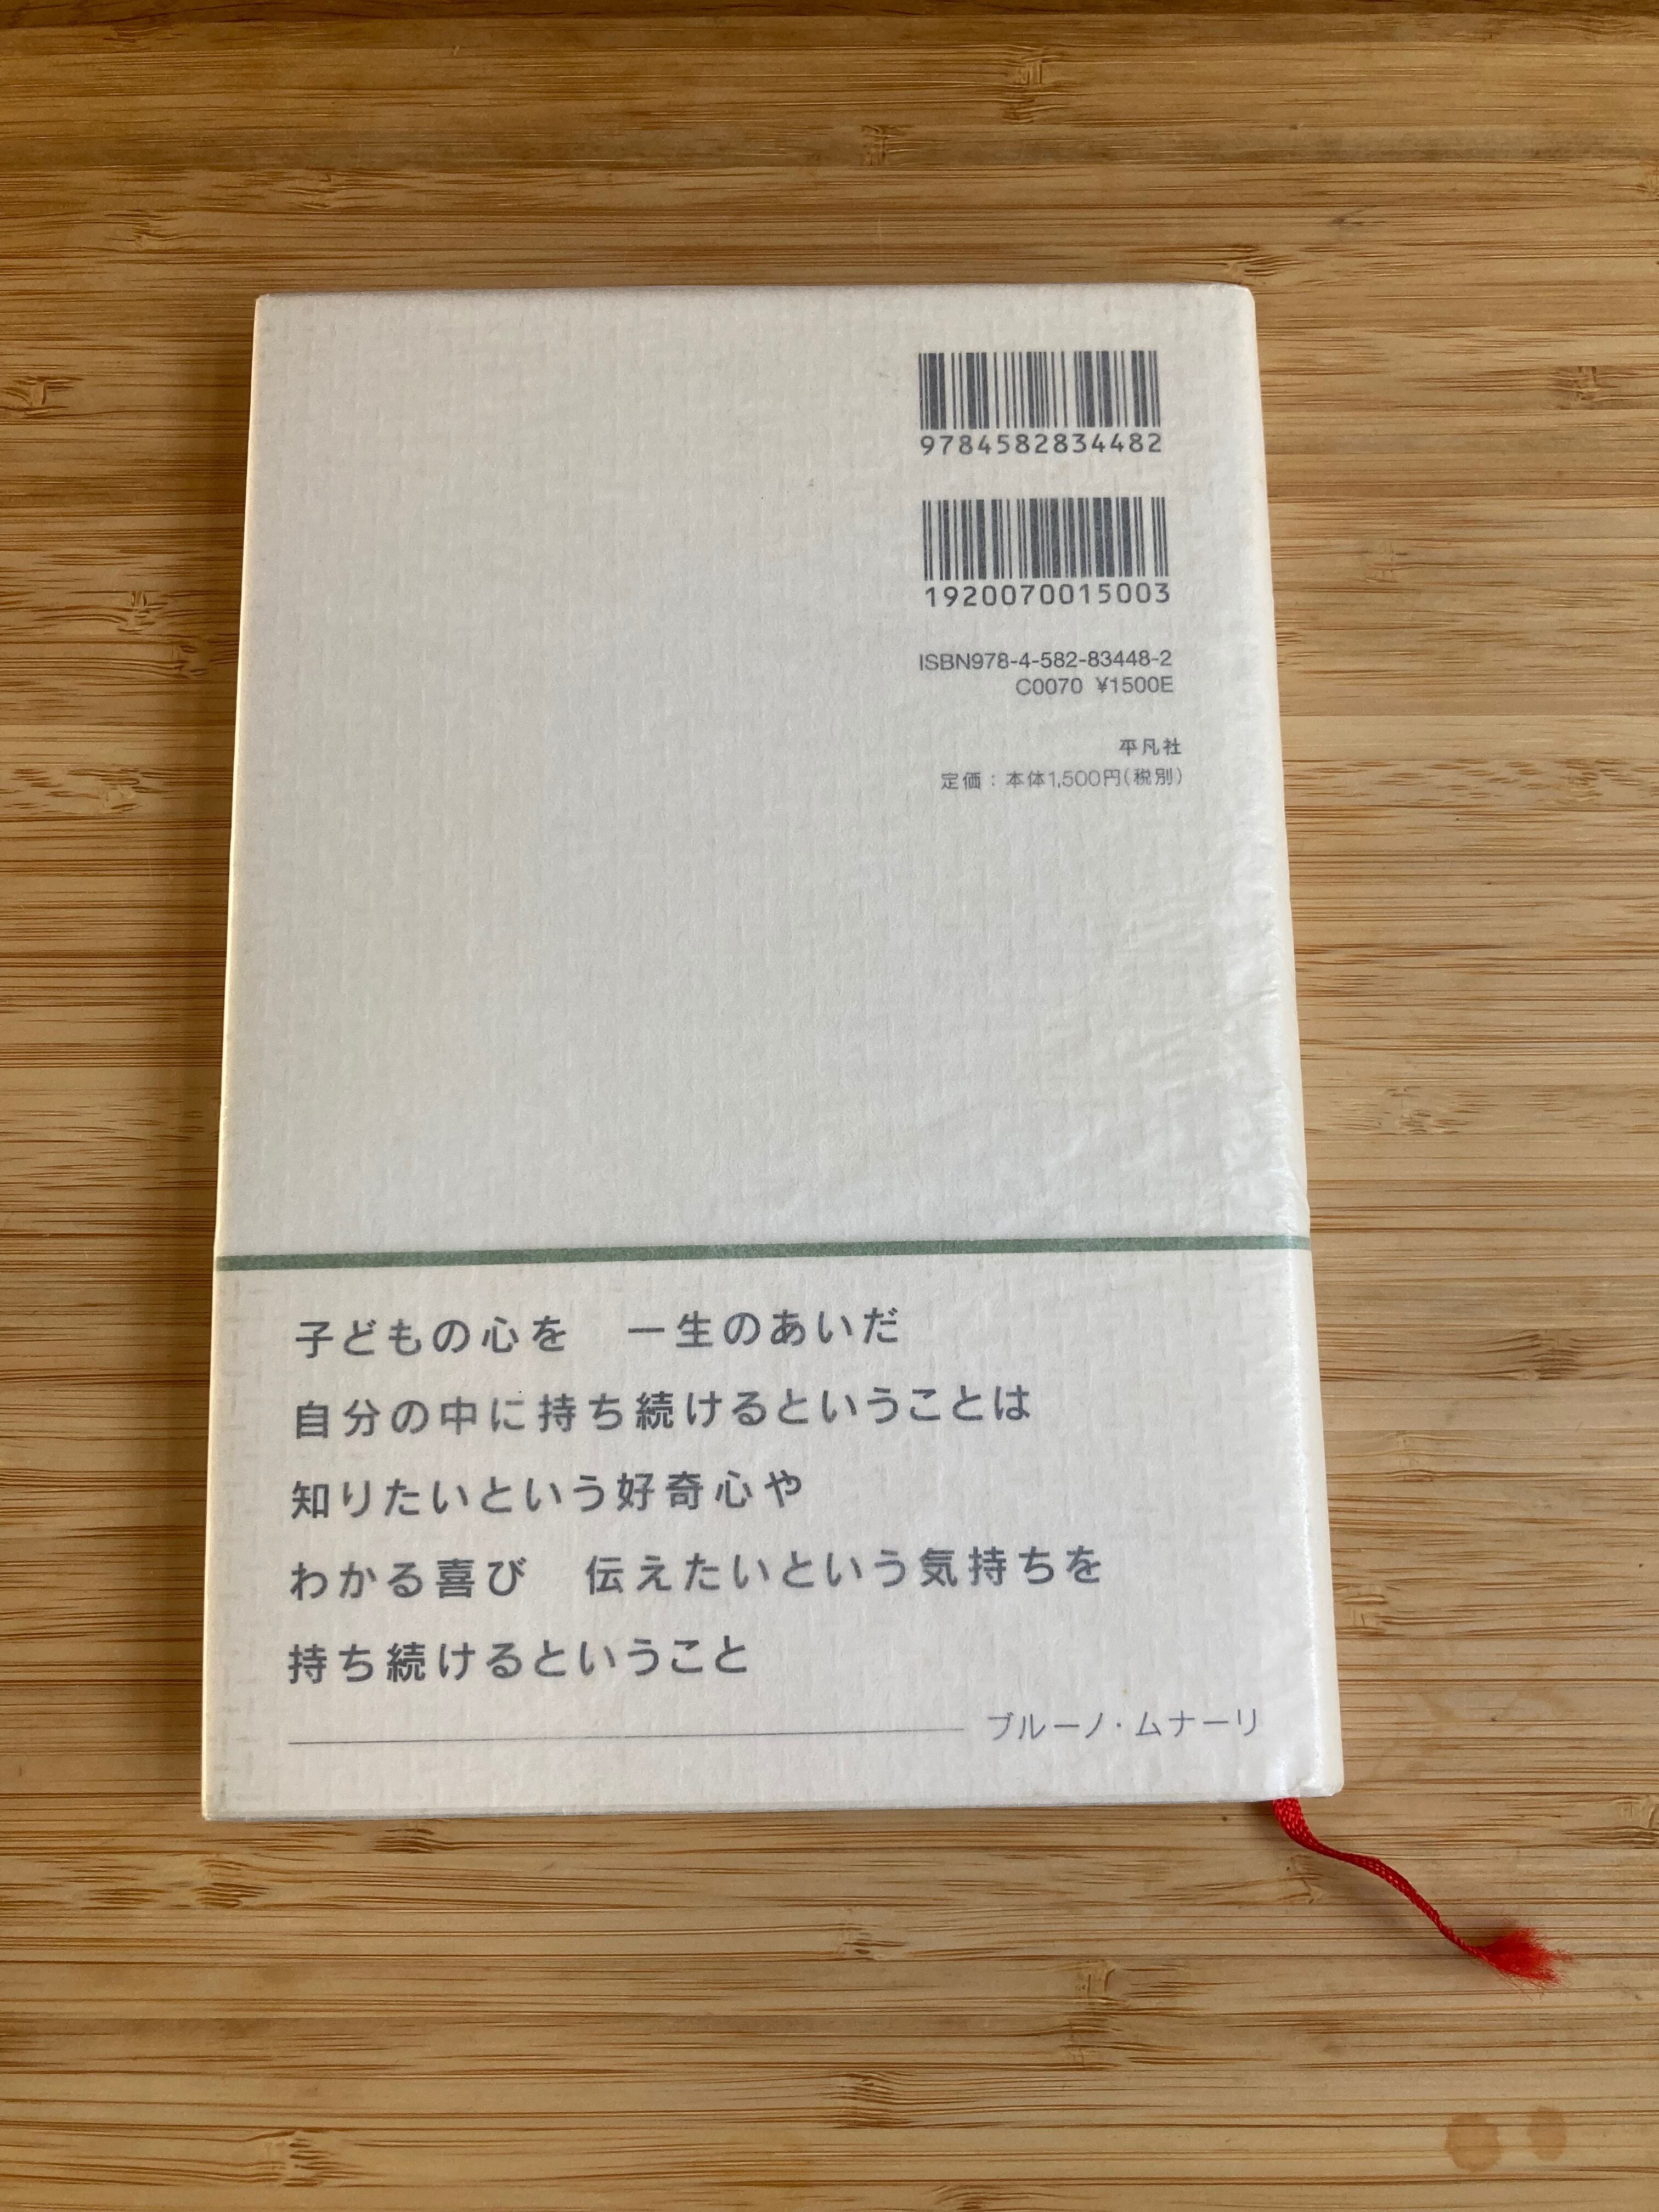 9784582834482
1920070015003
ISBN978-4-582-83448-2
C0070 ¥1500E
平凡社
定価：本体1,500円(税別)
子どもの心を　一生のあいだ
自分の中に持ち続けるということは
知りたいという好奇心や
わかる喜び　伝えたいという気持ちを
持ち続けるということ
ブルーノ・ムナーリ